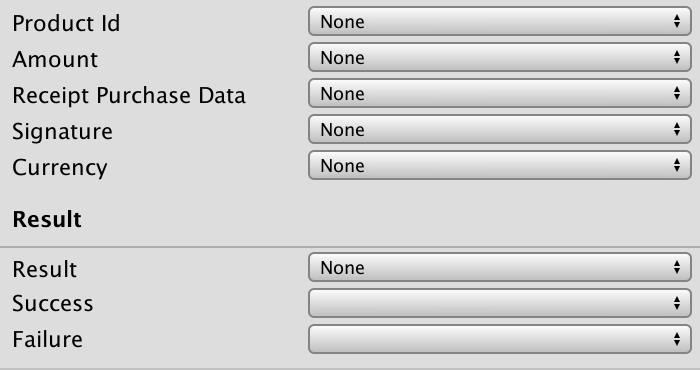 Product Id None
Amount None
Receipt Purchase Data None
Signature None
Currency None
Result
Result None
Success
Failure